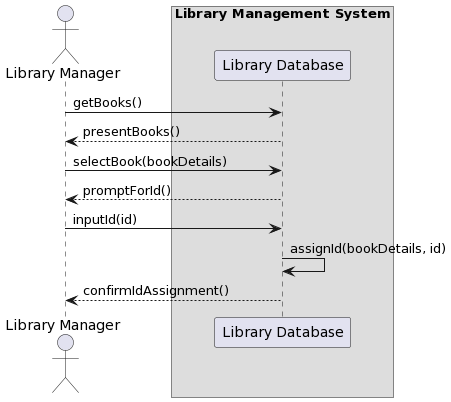 Library Management System
Library Manager
Library Database
getBooks()
presentBooks()
selectBook(bookDetails)
promptForId()
inputId(id)
assignId(bookDetails, id)
confirmIdAssignment()
Library Manager
Library Database